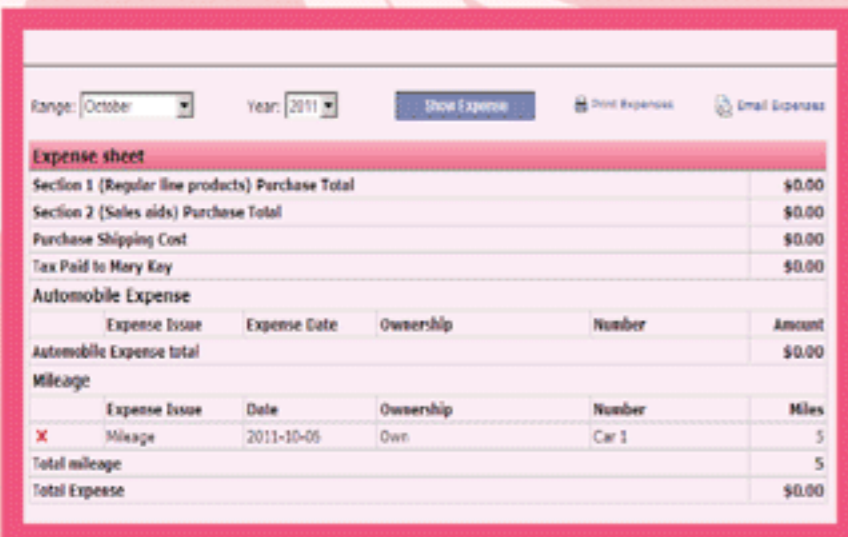 Range: October Year: 2011 Show Expense Print Expenses Email Expenses
Expense sheet
Section 1 (Regular line products) Purchase Total $0.00
Section 2 (Sales aids) Purchase Total $0.00
Purchase Shipping Cost $0.00
Tax Paid to Mary Kay $0.00
Automobile Expense
Expense Issue Expense Date Ownership Number Amount
Automobile Expense total $0.00
Mileage
Expense Issue Date Ownership Number Miles
X Mileage 2011-10-05 Own Car 1 5
Total mileage 5
Total Expense $0.00